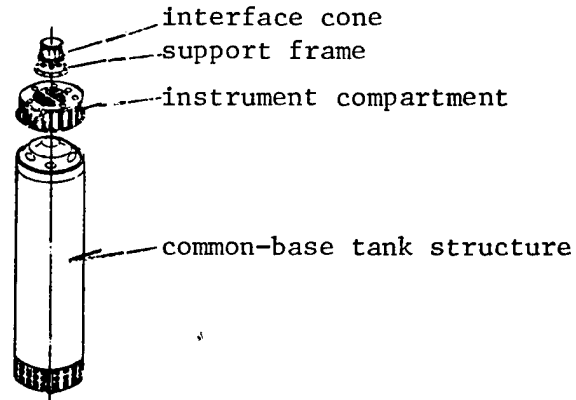 interface cone
support frame
instrument compartment
common-base tank structure